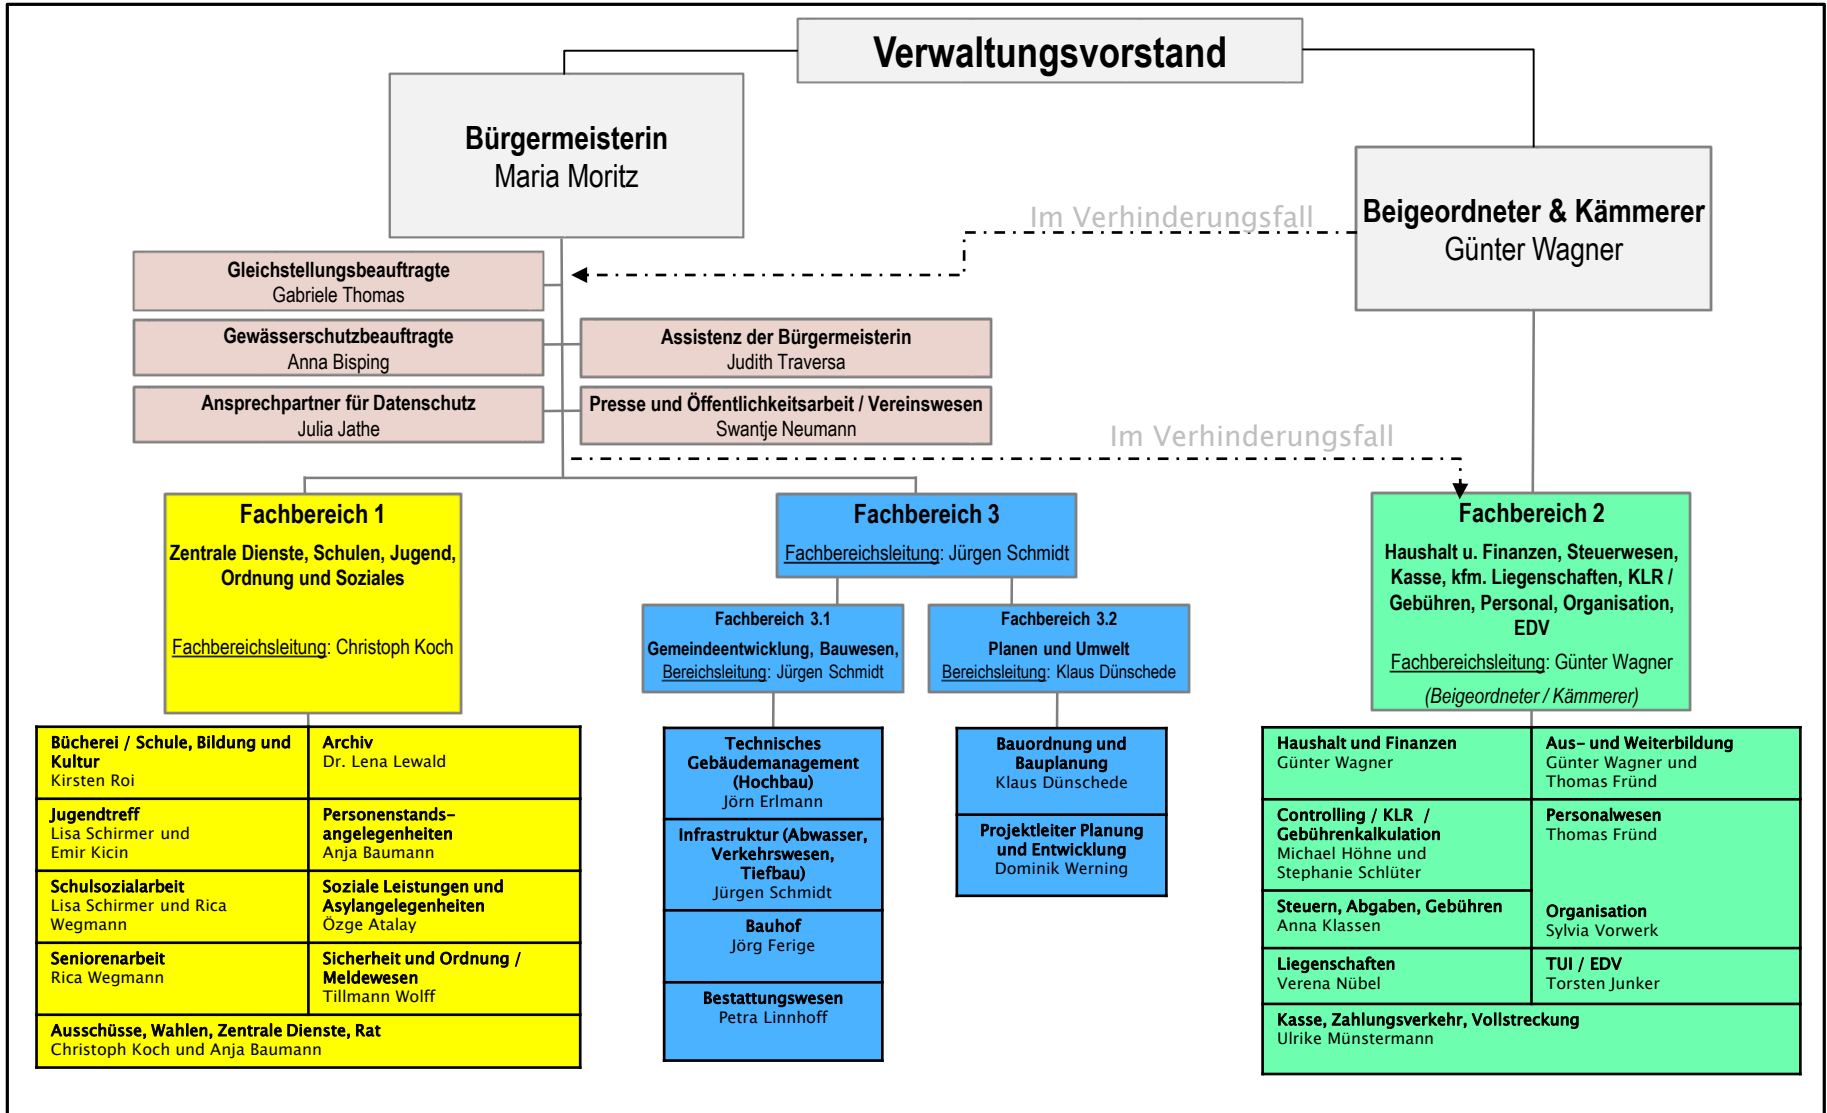 Verwaltungsvorstand
Bürgermeisterin
Maria Moritz
Im Verhinderungsfall
Beigeordneter & Kämmerer
Günter Wagner
Gleichstellungsbeauftragte
Gabriele Thomas
Gewässerschutzbeauftragte
Anna Bisping
Assistenz der Bürgermeisterin
Judith Traversa
Ansprechpartner für Datenschutz
Julia Jathe
Presse und Öffentlichkeitsarbeit / Vereinswesen
Swantje Neumann
Im Verhinderungsfall
Fachbereich 1
Zentrale Dienste, Schulen, Jugend,
Ordnung und Soziales
Fachbereichsleitung: Christoph Koch
Bücherei / Schule, Bildung und
Kultur
Kirsten Roi
Archiv
Dr. Lena Lewald
Jugendtreff
Lisa Schirmer und
Emir Kicin
Personenstands-
angelegenheiten
Anja Baumann
Schulsozialarbeit
Lisa Schirmer und Rica
Wegmann
Soziale Leistungen und
Asylangelegenheiten
Özge Atalay
Seniorenarbeit
Rica Wegmann
Sicherheit und Ordnung /
Meldewesen
Tillmann Wolff
Ausschüsse, Wahlen, Zentrale Dienste, Rat
Christoph Koch und Anja Baumann
Fachbereich 3
Fachbereichsleitung: Jürgen Schmidt
Fachbereich 3.1
Gemeindeentwicklung, Bauwesen,
Bereichsleitung: Jürgen Schmidt
Fachbereich 3.2
Planen und Umwelt
Bereichsleitung: Klaus Dünschede
Technisches
Gebäudemanagement
(Hochbau)
Jörn Erlmann
Infrastruktur (Abwasser,
Verkehrswesen,
Tiefbau)
Jürgen Schmidt
Bauhof
Jörg Ferige
Bestattungswesen
Petra Linnhoff
Bauordnung und
Bauplanung
Klaus Dünschede
Projektleiter Planung
und Entwicklung
Dominik Werning
Fachbereich 2
Haushalt u. Finanzen, Steuerwesen,
Kasse, kfm. Liegenschaften, KLR /
Gebühren, Personal, Organisation,
EDV
Fachbereichsleitung: Günter Wagner
(Beigeordneter / Kämmerer)
Haushalt und Finanzen
Günter Wagner
Aus- und Weiterbildung
Günter Wagner und
Thomas Fründ
Controlling / KLR /
Gebührenkalkulation
Michael Höhne und
Stephanie Schlüter
Personalwesen
Thomas Fründ
Steuern, Abgaben, Gebühren
Anna Klassen
Organisation
Sylvia Vorwerk
Liegenschaften
Verena Nübel
TUI / EDV
Torsten Junker
Kasse, Zahlungsverkehr, Vollstreckung
Ulrike Münstermann